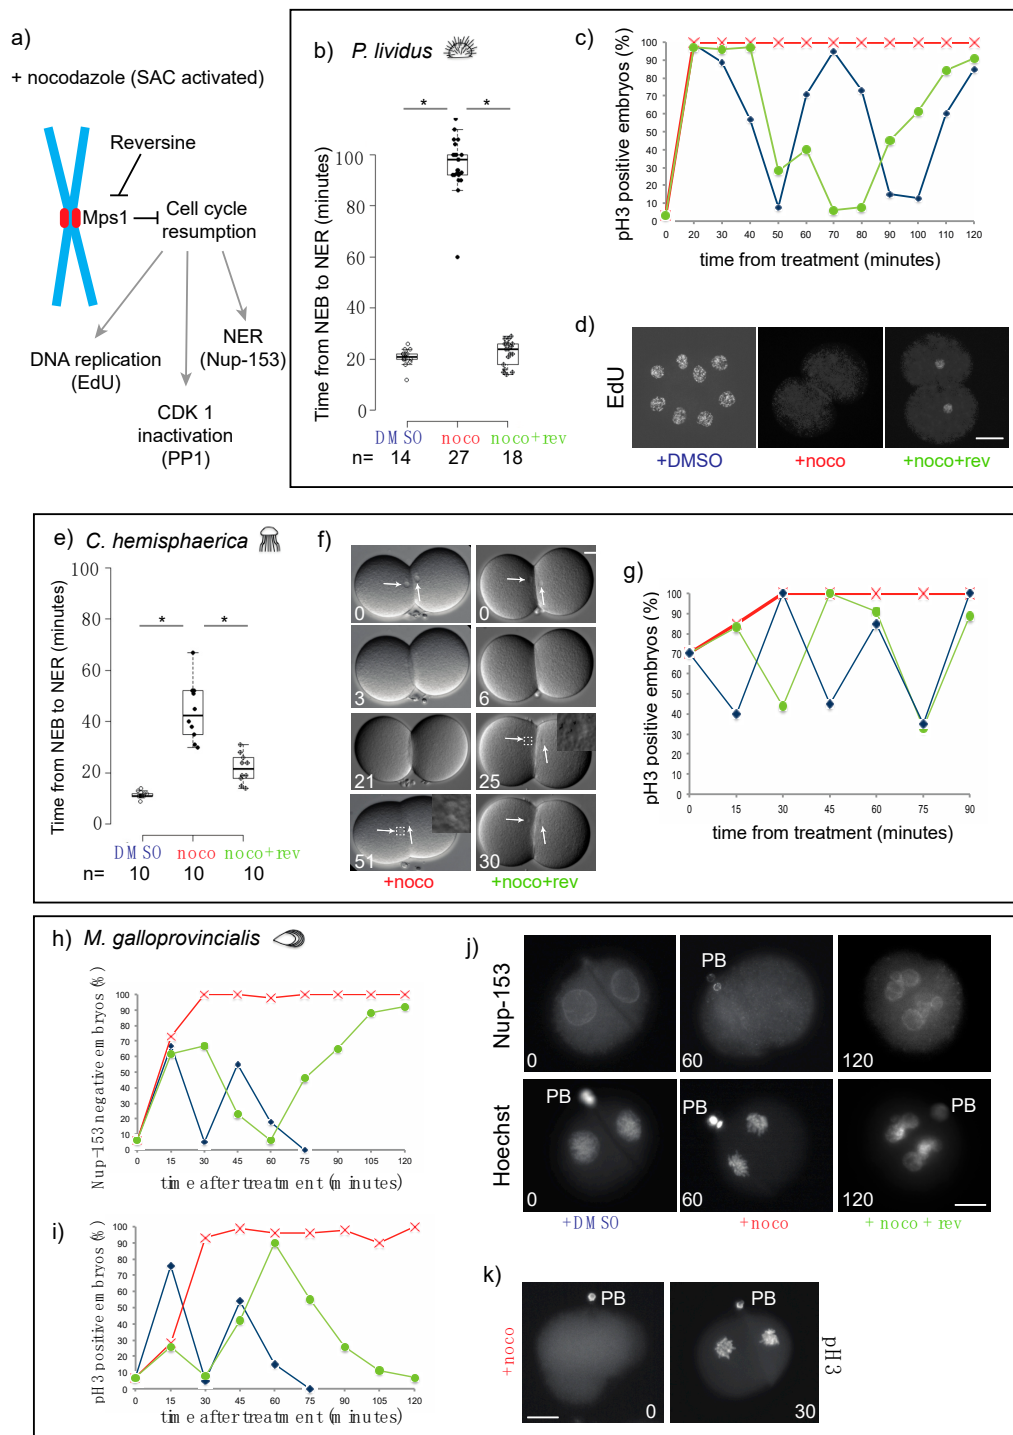 a)
+ nocodazole (SAC activated)
Reversine
Mps1
Cell cycle
resumption
DNA replication
(EdU)
NER
(Nup-153)
CDK 1
inactivation
(PP1)
b) P. lividus
Time from NEB to NER (minutes)
100
80
60
40
20
0
* *
DMSO noco noco+rev
n= 14 27 18
c)
pH3 positive embryos (%)
100
90
80
70
60
50
40
30
20
10
0
0 20 30 40 50 60 70 80 90 100 110 120
time from treatment (minutes)
d)
EdU
+DMSO +noco +noco+rev
e) C. hemisphaerica
Time from NEB to NER (minutes)
100
80
60
40
20
0
* *
DMSO noco noco+rev
n= 10 10 10
f)
0 0
3 6
21 25
51 30
+noco +noco+rev
g)
pH3 positive embryos (%)
100
90
80
70
60
50
40
30
20
10
0
0 15 30 45 60 75 90
time from treatment (minutes)
h) M. galloprovincialis
Nup-153 negative embryos (%)
100
90
80
70
60
50
40
30
20
10
0
0 15 30 45 60 75 90 105 120
time after treatment (minutes)
i)
pH3 positive embryos (%)
100
90
80
70
60
50
40
30
20
10
0
0 15 30 45 60 75 90 105 120
time after treatment (minutes)
j)
Nup-153
0
PB
60
120
Hoechst
PB
0
PB
60
PB
120
+DMSO +noco +noco+rev
k)
+noco
PB
0
PB
30
pH3